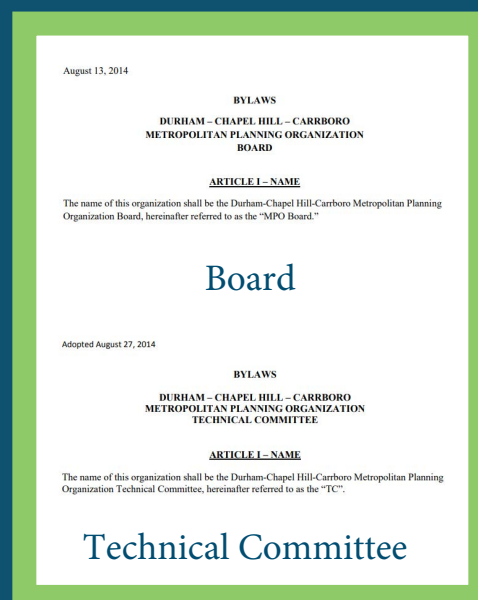 August 13, 2014
BYLAWS
DURHAM – CHAPEL HILL – CARRBORO
METROPOLITAN PLANNING ORGANIZATION
BOARD
ARTICLE I – NAME
The name of this organization shall be the Durham-Chapel Hill-Carrboro Metropolitan Planning
Organization Board, hereinafter referred to as the “MPO Board.”
Board
Adopted August 27, 2014
BYLAWS
DURHAM – CHAPEL HILL – CARRBORO
METROPOLITAN PLANNING ORGANIZATION
TECHNICAL COMMITTEE
ARTICLE I – NAME
The name of this organization shall be the Durham-Chapel Hill-Carrboro Metropolitan Planning
Organization Technical Committee, hereinafter referred to as the “TC”.
Technical Committee